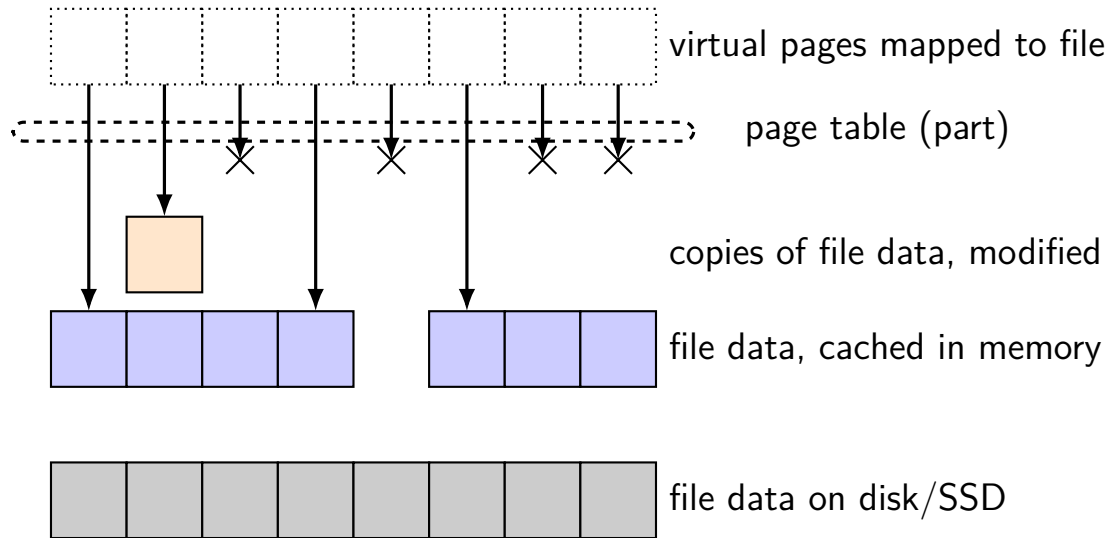 virtual pages mapped to file
page table (part)
copies of file data, modified
file data, cached in memory
file data on disk/SSD